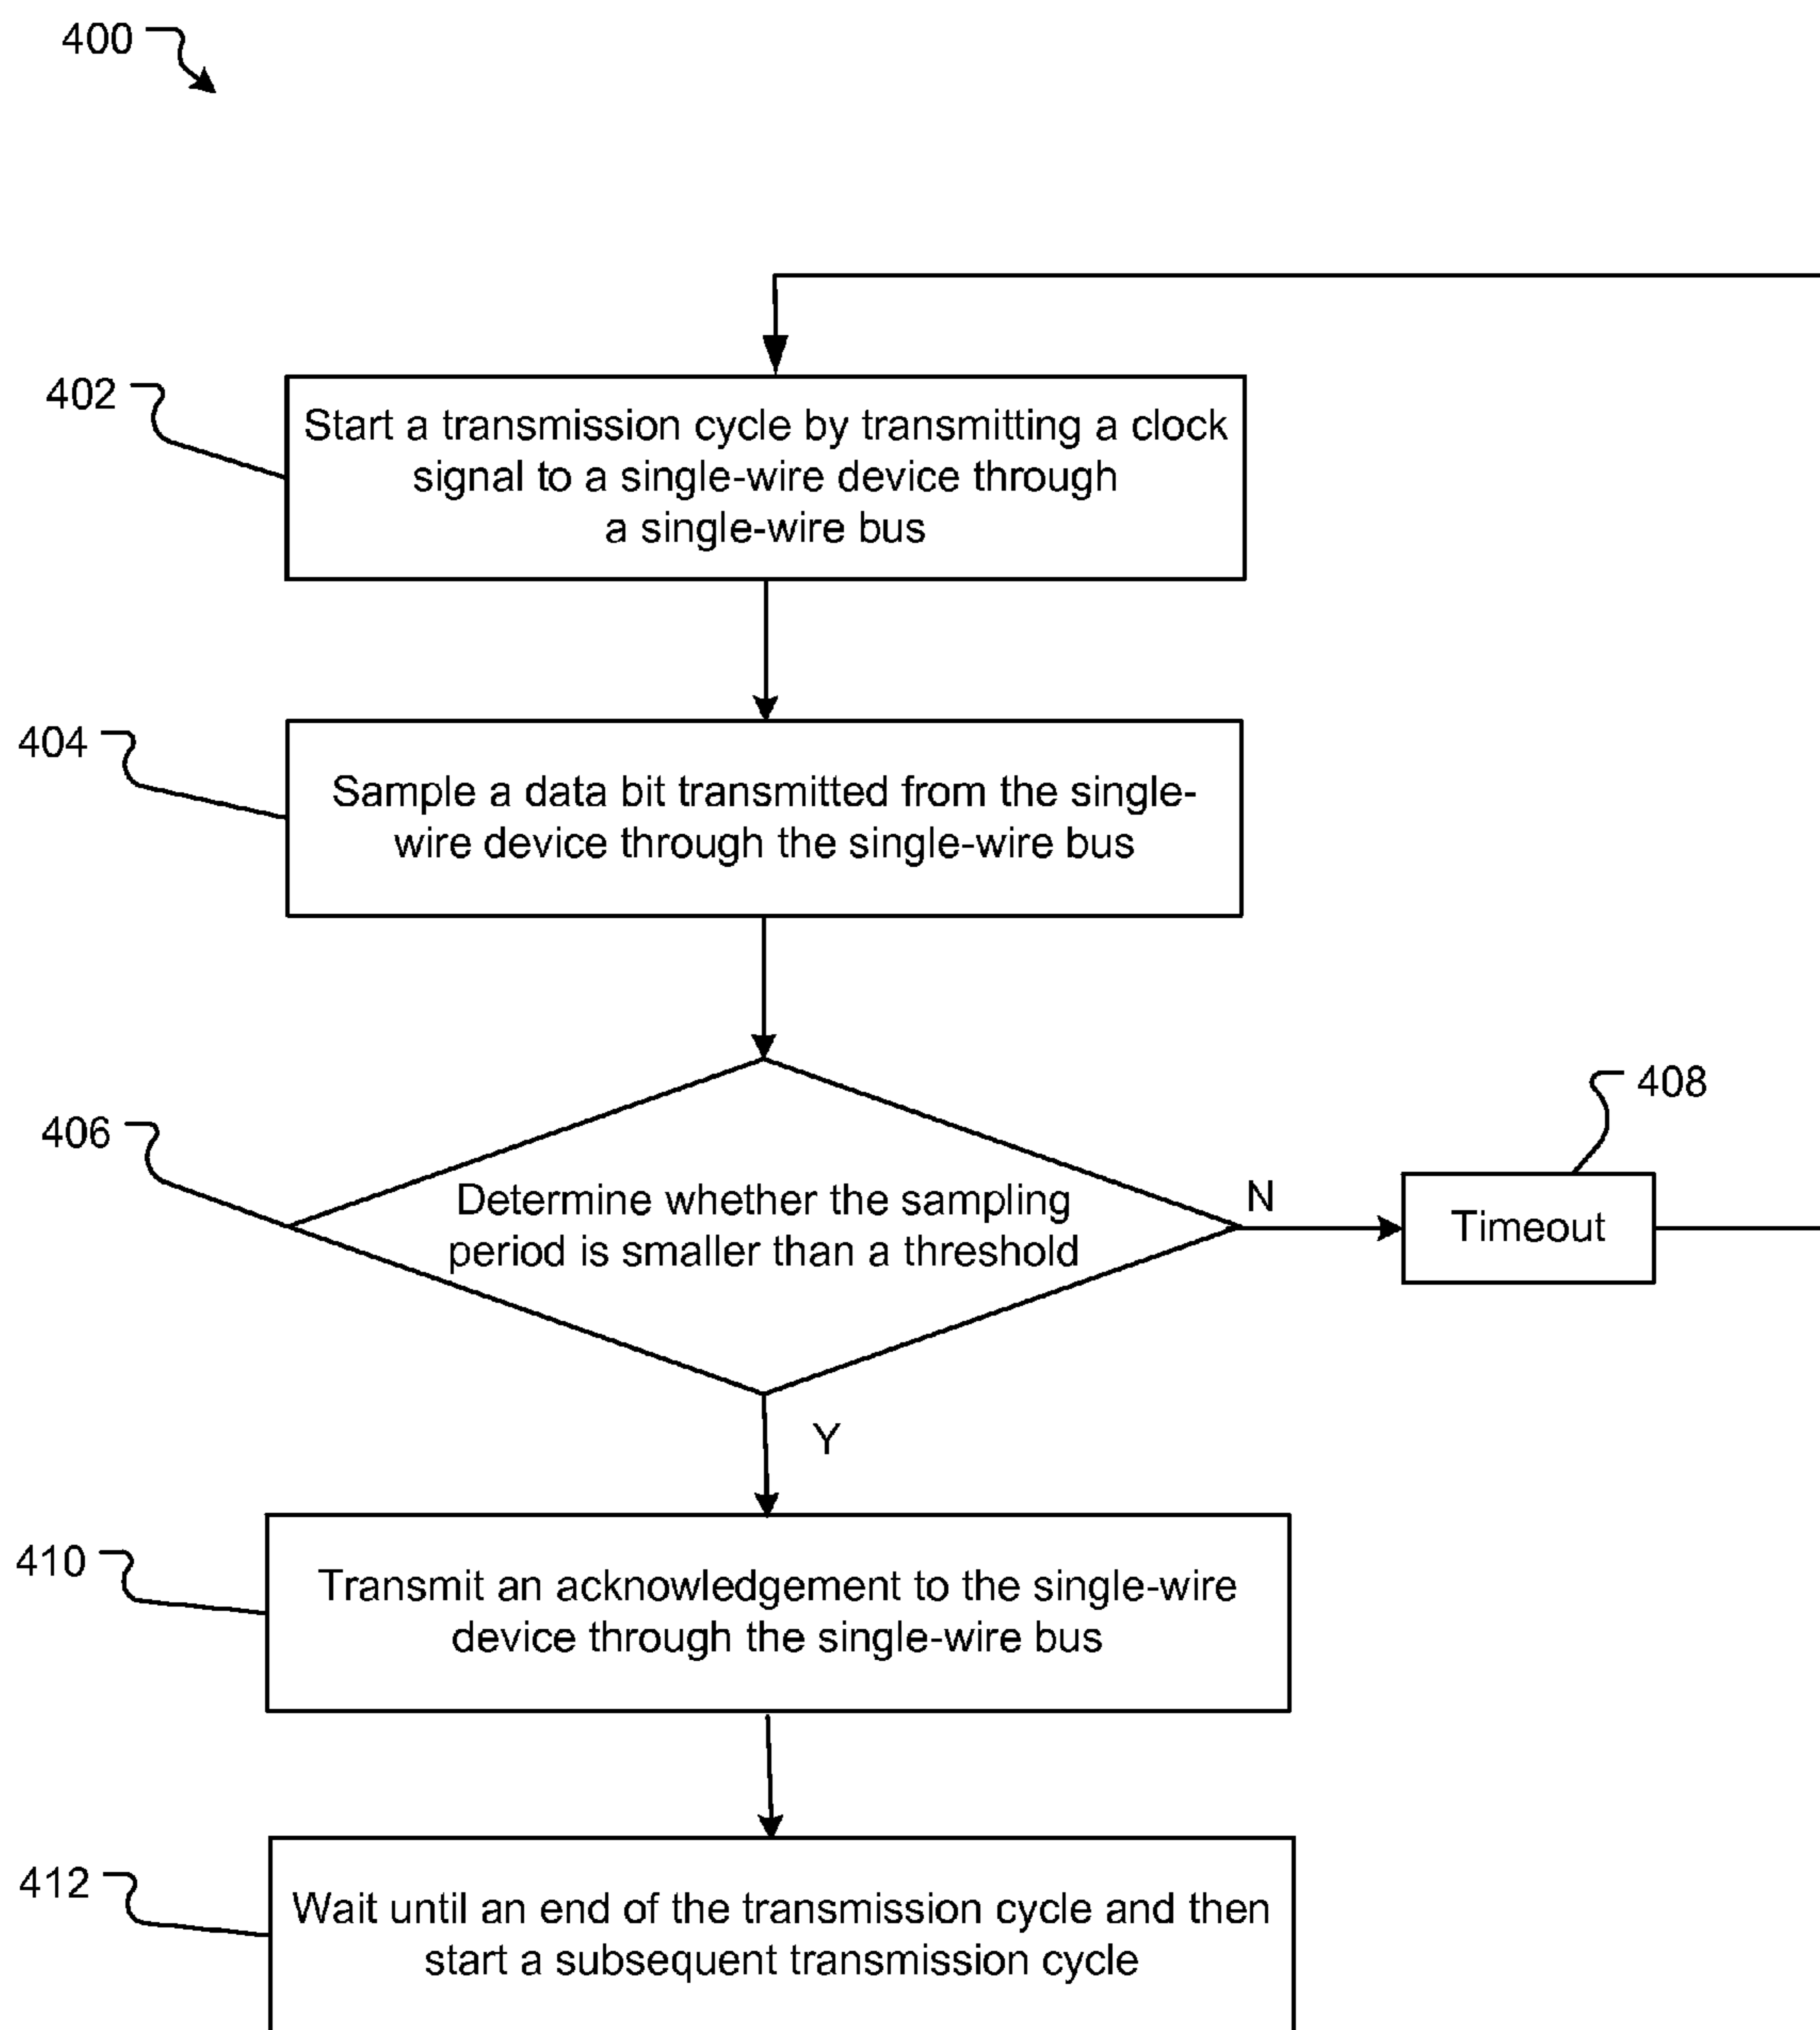 400
402
Start a transmission cycle by transmitting a clock
signal to a single-wire device through
a single-wire bus
404
Sample a data bit transmitted from the single-
wire device through the single-wire bus
406
Determine whether the sampling
period is smaller than a threshold
N
408
Timeout
Y
410
Transmit an acknowledgement to the single-wire
device through the single-wire bus
412
Wait until an end of the transmission cycle and then
start a subsequent transmission cycle